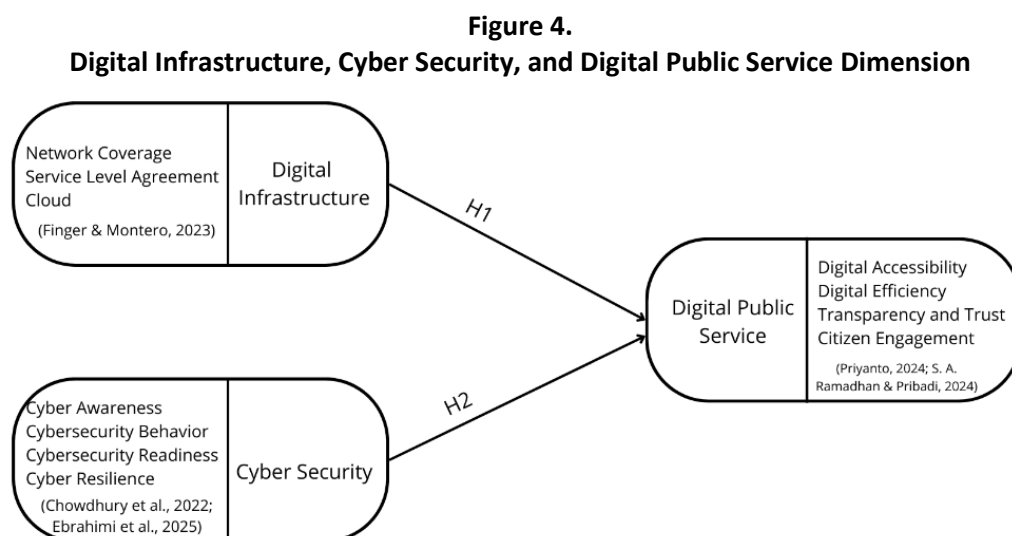 Figure 4.
Digital Infrastructure, Cyber Security, and Digital Public Service Dimension
Network Coverage
Service Level Agreement
Cloud
(Finger & Montero, 2023)
Digital
Infrastructure
H1
Digital Public
Service
Digital Accessibility
Digital Efficiency
Transparency and Trust
Citizen Engagement
(Priyanto, 2024; S. A.
Ramadhan & Pribadi, 2024)
H2
Cyber Awareness
Cybersecurity Behavior
Cybersecurity Readiness
Cyber Resilience
(Chowdhury et al., 2022;
Ebrahimi et al., 2025)
Cyber Security